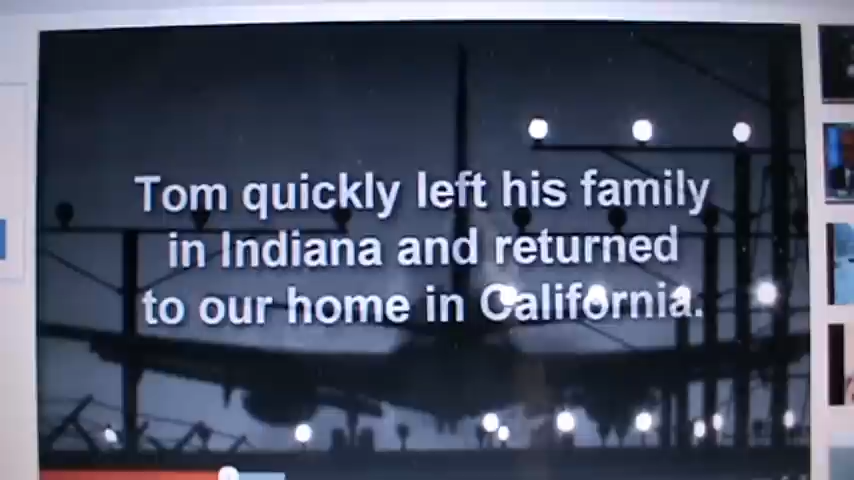 Tom quickly left his family
in Indiana and returned
to our home in California.